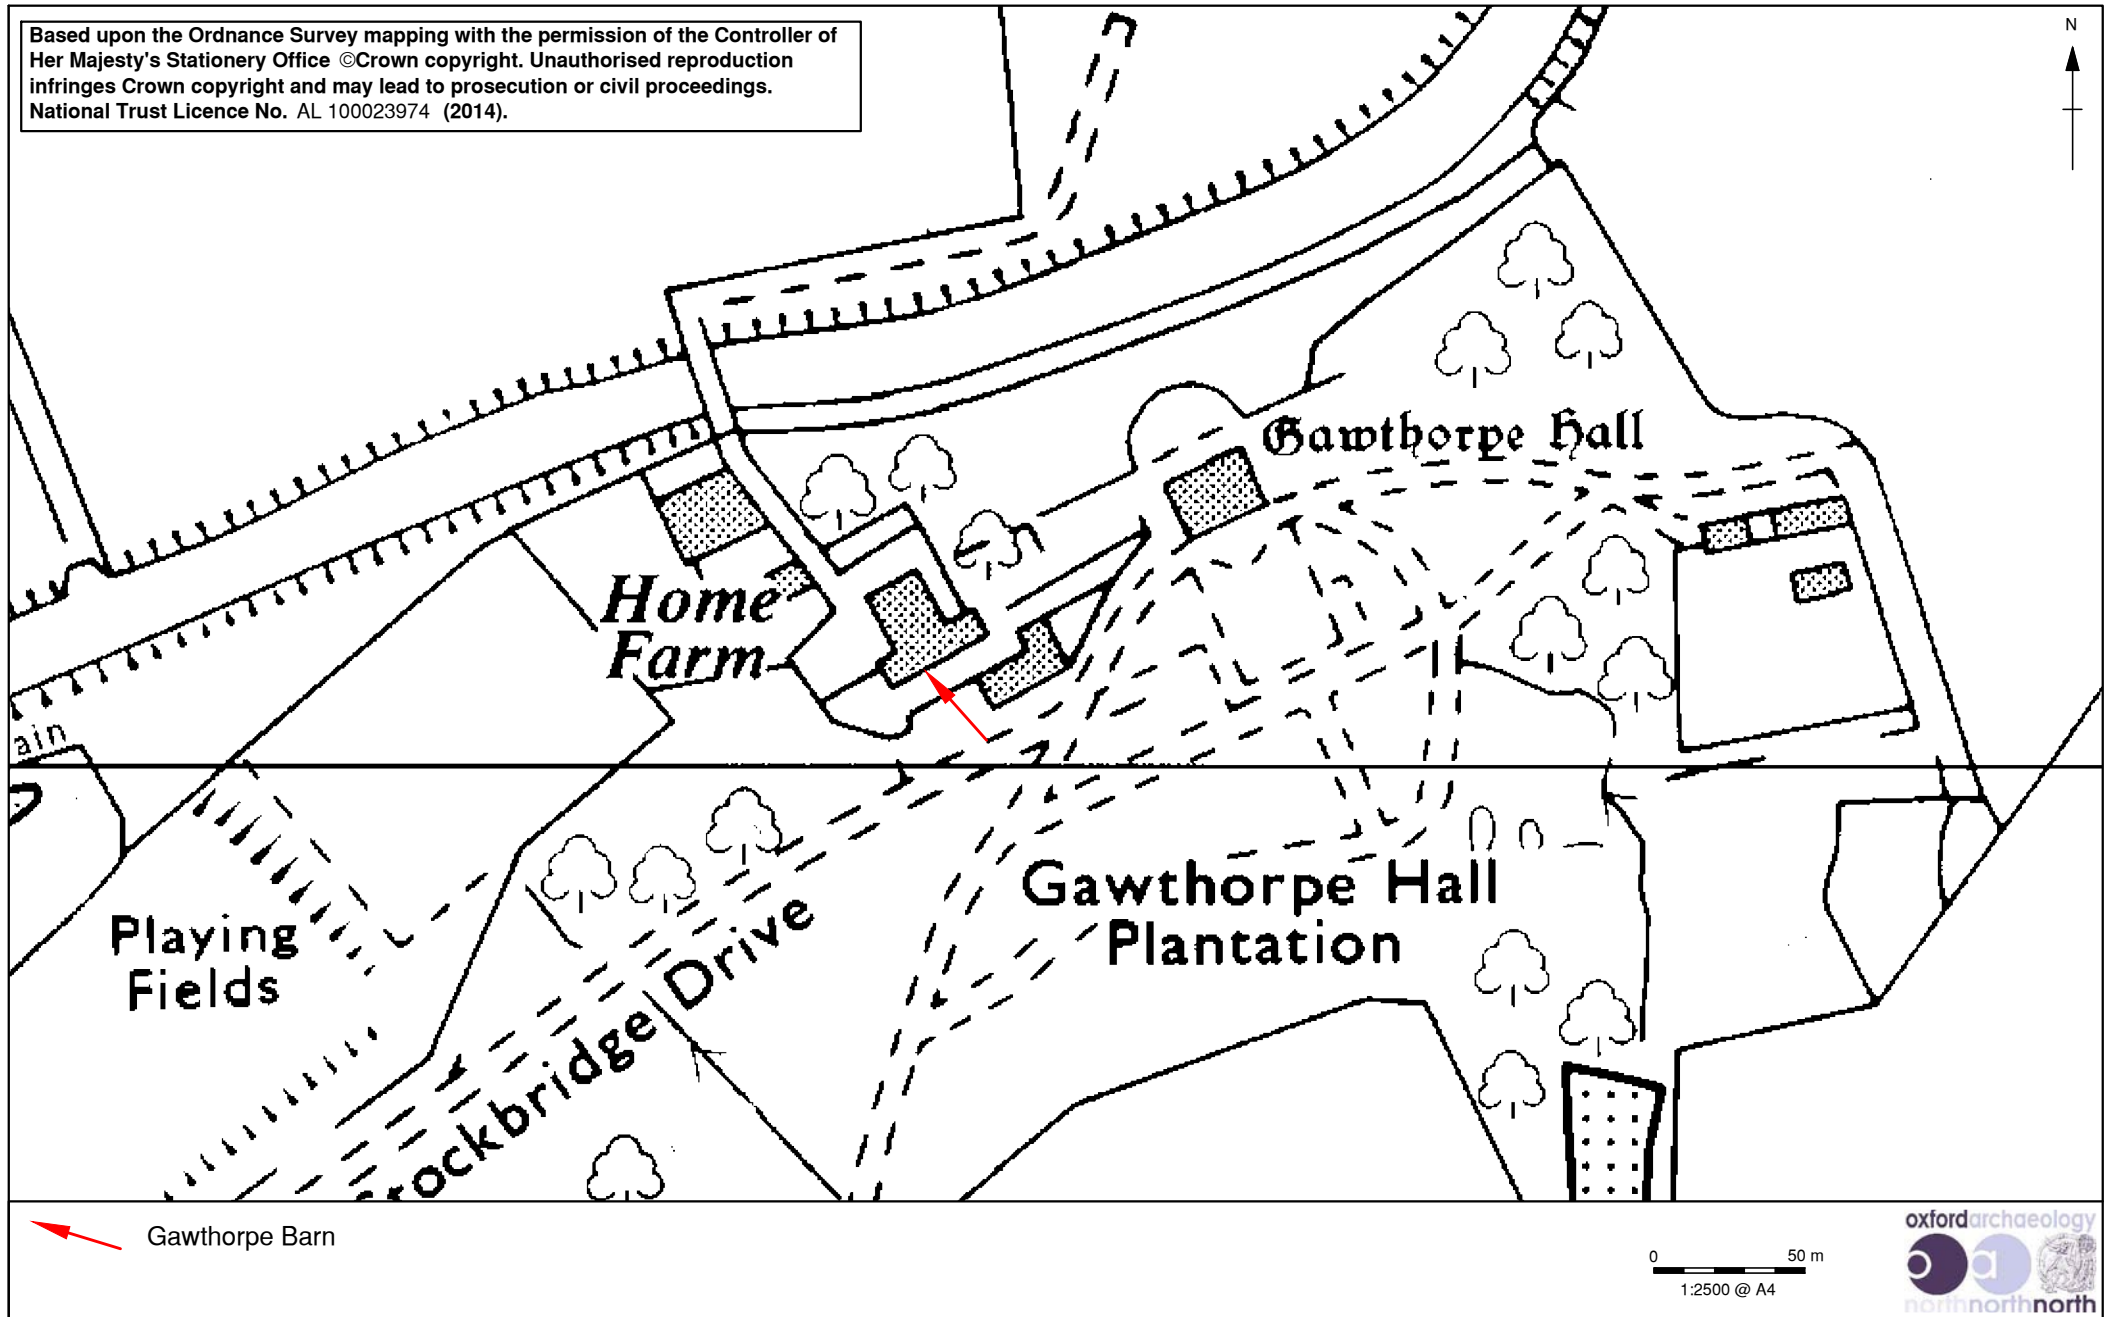 Based upon the Ordnance Survey mapping with the permission of the Controller of
Her Majesty's Stationery Office ©Crown copyright. Unauthorised reproduction
infringes Crown copyright and may lead to prosecution or civil proceedings.
National Trust Licence No. AL 100023974 (2014).
N
Gawthorpe Hall
Home
Farm
ain
Playing
Fields
Gawthorpe Hall
Plantation
rockbridge Drive
Gawthorpe Barn
0 50 m
1:2500 @ A4
oxfordarchaeology
oa
northnorthnorth